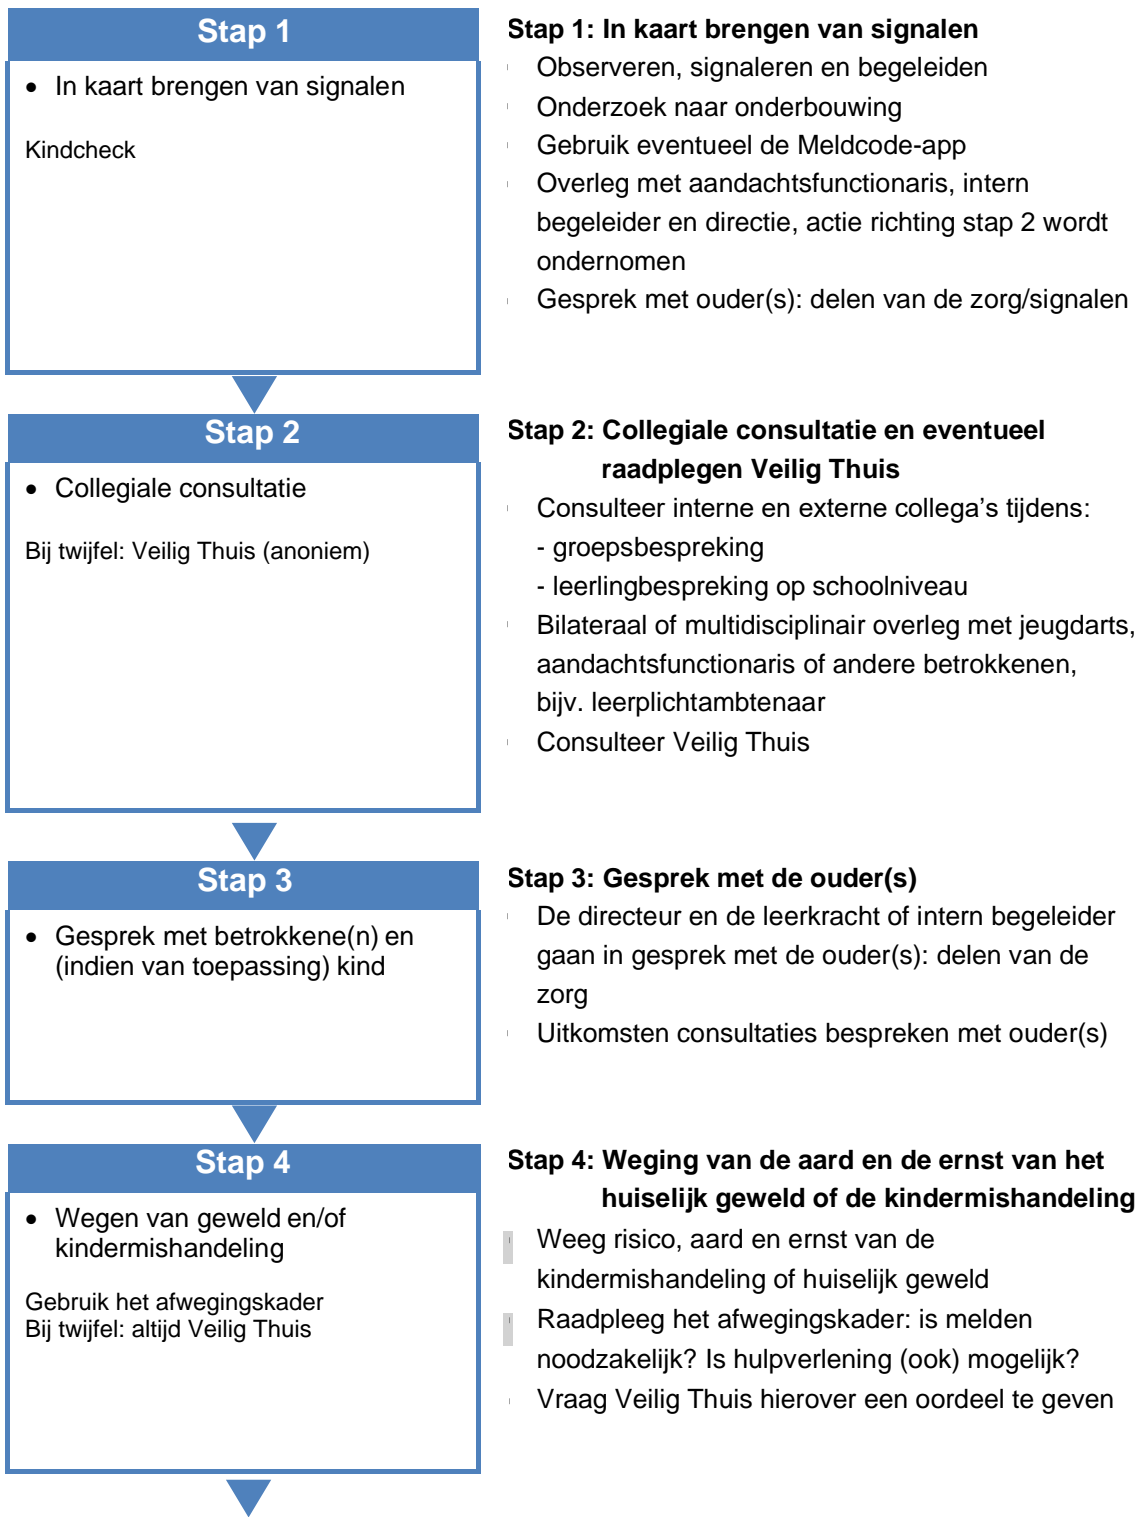 Stap 1
• In kaart brengen van signalen
Kindcheck
Stap 1: In kaart brengen van signalen
Observeren, signaleren en begeleiden
Onderzoek naar onderbouwing
Gebruik eventueel de Meldcode-app
Overleg met aandachtsfunctionaris, intern
begeleider en directie, actie richting stap 2 wordt
ondernomen
Gesprek met ouder(s): delen van de zorg/signalen
Stap 2
• Collegiale consultatie
Bij twijfel: Veilig Thuis (anoniem)
Stap 2: Collegiale consultatie en eventueel
raadplegen Veilig Thuis
Consulteer interne en externe collega’s tijdens:
- groepsbespreking
- leerlingbespreking op schoolniveau
Bilateraal of multidisciplinair overleg met jeugdarts,
aandachtsfunctionaris of andere betrokkenen,
bijv. leerplichtambtenaar
Consulteer Veilig Thuis
Stap 3
• Gesprek met betrokkene(n) en
(indien van toepassing) kind
Stap 3: Gesprek met de ouder(s)
De directeur en de leerkracht of intern begeleider
gaan in gesprek met de ouder(s): delen van de
zorg
Uitkomsten consultaties bespreken met ouder(s)
Stap 4
• Wegen van geweld en/of
kindermishandeling
Gebruik het afwegingskader
Bij twijfel: altijd Veilig Thuis
Stap 4: Weging van de aard en de ernst van het
huiselijk geweld of de kindermishandeling
Weeg risico, aard en ernst van de
kindermishandeling of huiselijk geweld
Raadpleeg het afwegingskader: is melden
noodzakelijk? Is hulpverlening (ook) mogelijk?
Vraag Veilig Thuis hierover een oordeel te geven